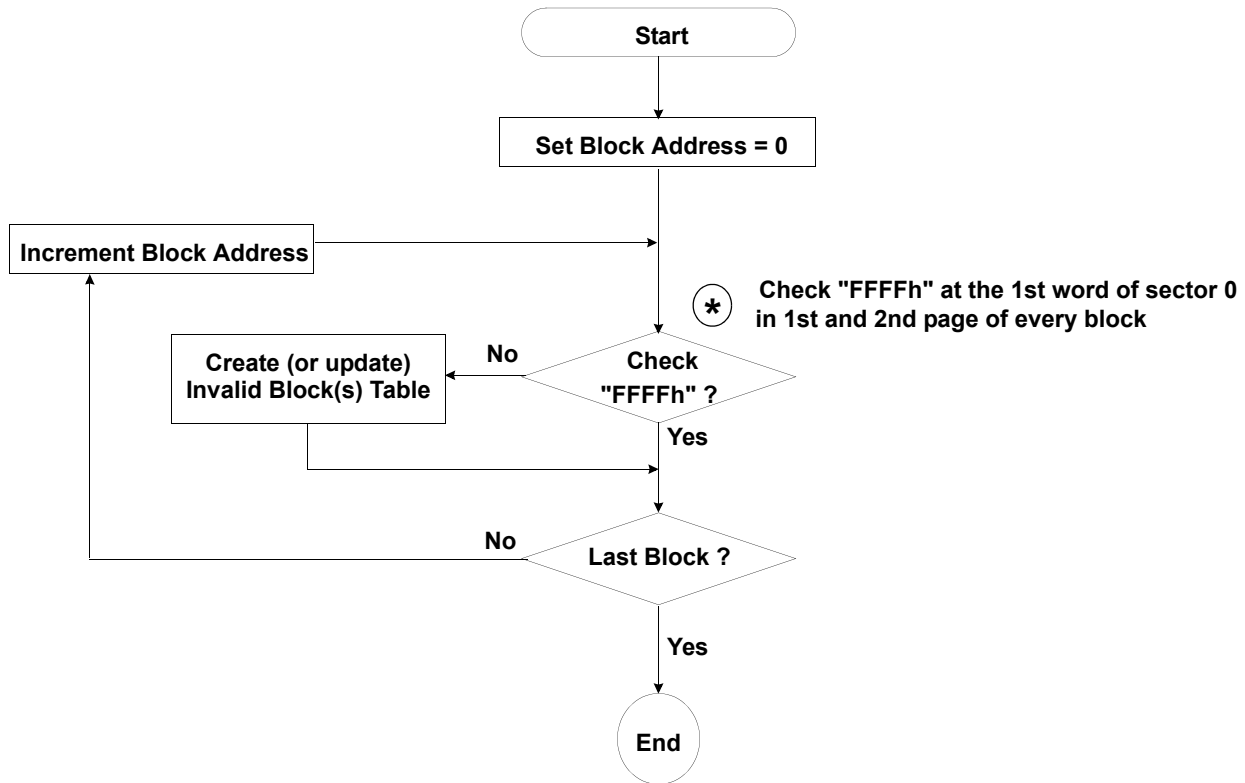 Start
Set Block Address = 0
Increment Block Address
*
Check "FFFFh" at the 1st word of sector 0
in 1st and 2nd page of every block
No
Create (or update)
Invalid Block(s) Table
Check
"FFFFh" ?
Yes
No
Last Block ?
Yes
End